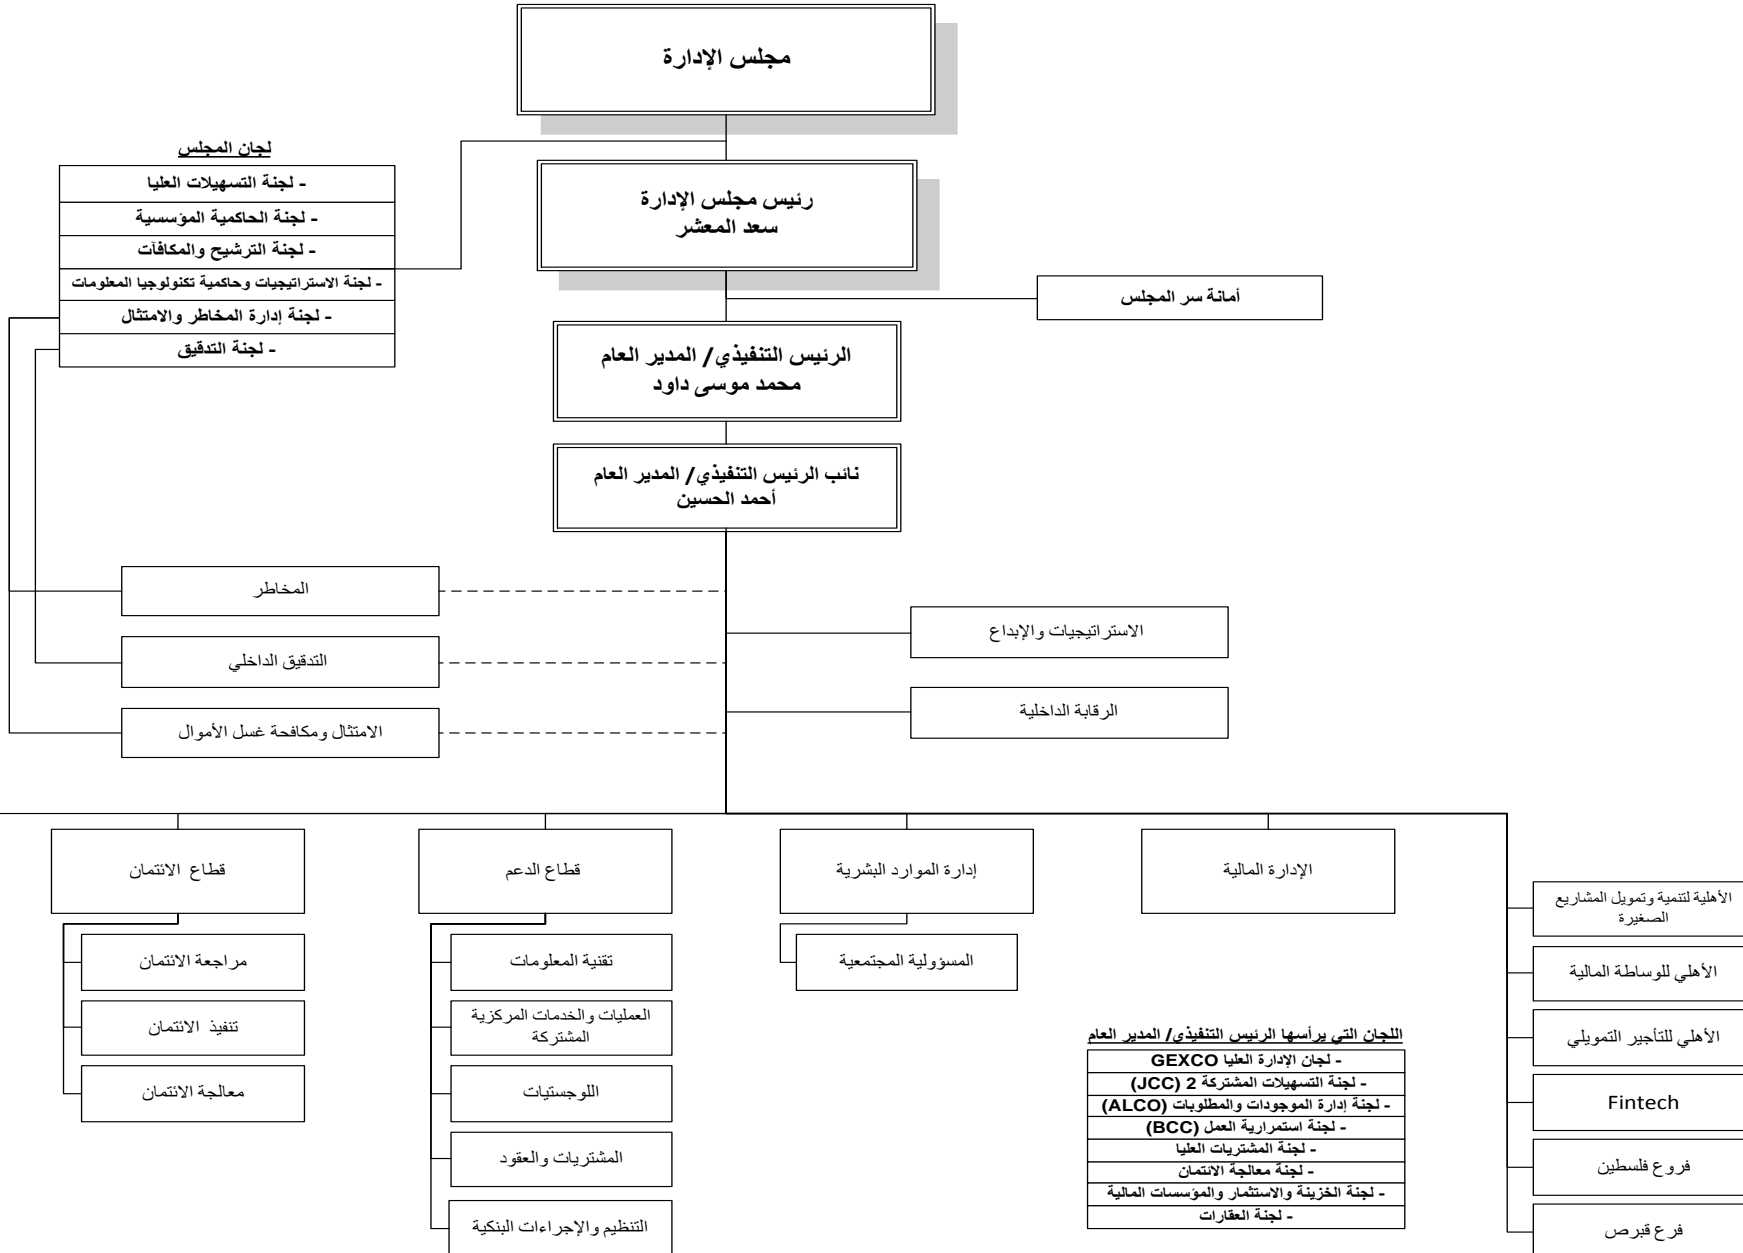 مجلس الإدارة
لجان المجلس
- لجنة التسهيلات العليا
- لجنة الحاكمية المؤسسية
- لجنة الترشيح والمكافآت
- لجنة الاستراتيجيات وحاكمية تكنولوجيا المعلومات
- لجنة إدارة المخاطر والامتثال
- لجنة التدقيق
رئيس مجلس الإدارة
سعد المعشر
أمانة سر المجلس
الرئيس التنفيذي/ المدير العام
محمد موسى داود
نائب الرئيس التنفيذي/ المدير العام
أحمد الحسين
المخاطر
التدقيق الداخلي
الامتثال ومكافحة غسل الأموال
الاستراتيجيات والإبداع
الرقابة الداخلية
الأهلية لتنمية وتمويل المشاريع
الصغيرة
الأهلي للوساطة المالية
الأهلي للتأجير التمويلي
Fintech
فروع فلسطين
فرع قبرص
الإدارة المالية
إدارة الموارد البشرية
المسؤولية المجتمعية
قطاع الدعم
تقنية المعلومات
العمليات والخدمات المركزية
المشتركة
اللوجستيات
المشتريات والعقود
التنظيم والإجراءات البنكية
قطاع الائتمان
مراجعة الائتمان
تنفيذ الائتمان
معالجة الائتمان
اللجان التي يرأسها الرئيس التنفيذي/ المدير العام
- لجان الإدارة العليا GEXCO
- لجنة التسهيلات المشتركة 2 (JCC)
- لجنة إدارة الموجودات والمطلوبات (ALCO)
- لجنة استمرارية العمل (BCC)
- لجنة المشتريات العليا
- لجنة معالجة الائتمان
- لجنة الخزينة والاستثمار والمؤسسات المالية
- لجنة العقارات